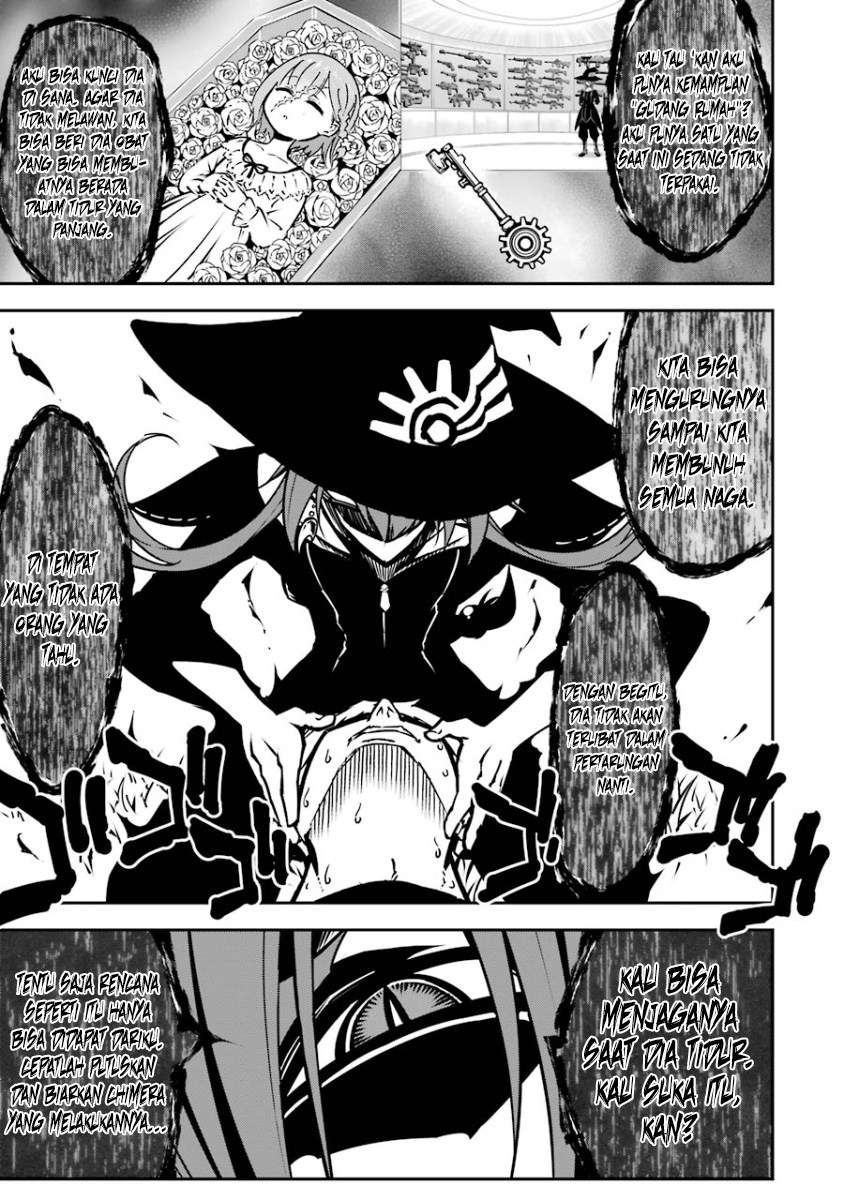 KAU TAU 'KAN AKU
PUNYA KEMAMPUAN
"GUDANG RUMAH"?
AKU PUNYA SATU YANG
SAAT INI SEDANG TIDAK
TERPAKAI.
AKU BISA KUNCI DIA
DI SANA. AGAR DIA
TIDAK MELAWAN, KITA
BISA BERI DIA OBAT
YANG BISA MEMBU-
ATNYA BERADA
DALAM TIDUR YANG
PANJANG.
KITA BISA
MENGURUNGNYA
SAMPAI KITA
MEMBUNUH
SEMUA NAGA.
DI TEMPAT
YANG TIDAK ADA
ORANG YANG
TAHU.
DENGAN BEGITU,
DIA TIDAK AKAN
TERLIBAT DALAM
PERTARUNGAN
NANTI.
ゴゴゴゴ
KAU BISA
MENJAGANYA
SAAT DIA TIDUR.
KAU SUKA ITU,
KAN?
TENTU SAJA RENCANA
SEPERTI ITU HANYA
BISA DIDAPAT DARIKU.
CEPATLAH PUTUSKAN
DAN BIARKAN CHIMERA
YANG MELAKUKANNYA...